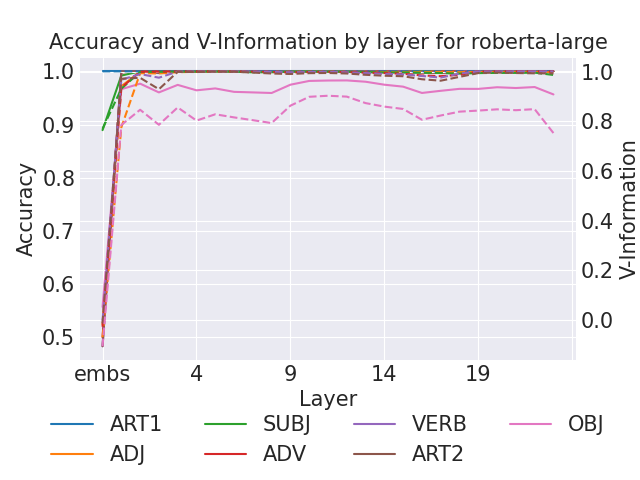 Accuracy and V-Information by layer for roberta-large
1.0
0.9
0.8
0.7
0.6
0.5
Accuracy
1.0
0.8
0.6
0.4
0.2
0.0
V-Information
embs 4 9 14 19
Layer
ART1 SUBJ VERB OBJ
ADJ ADV ART2